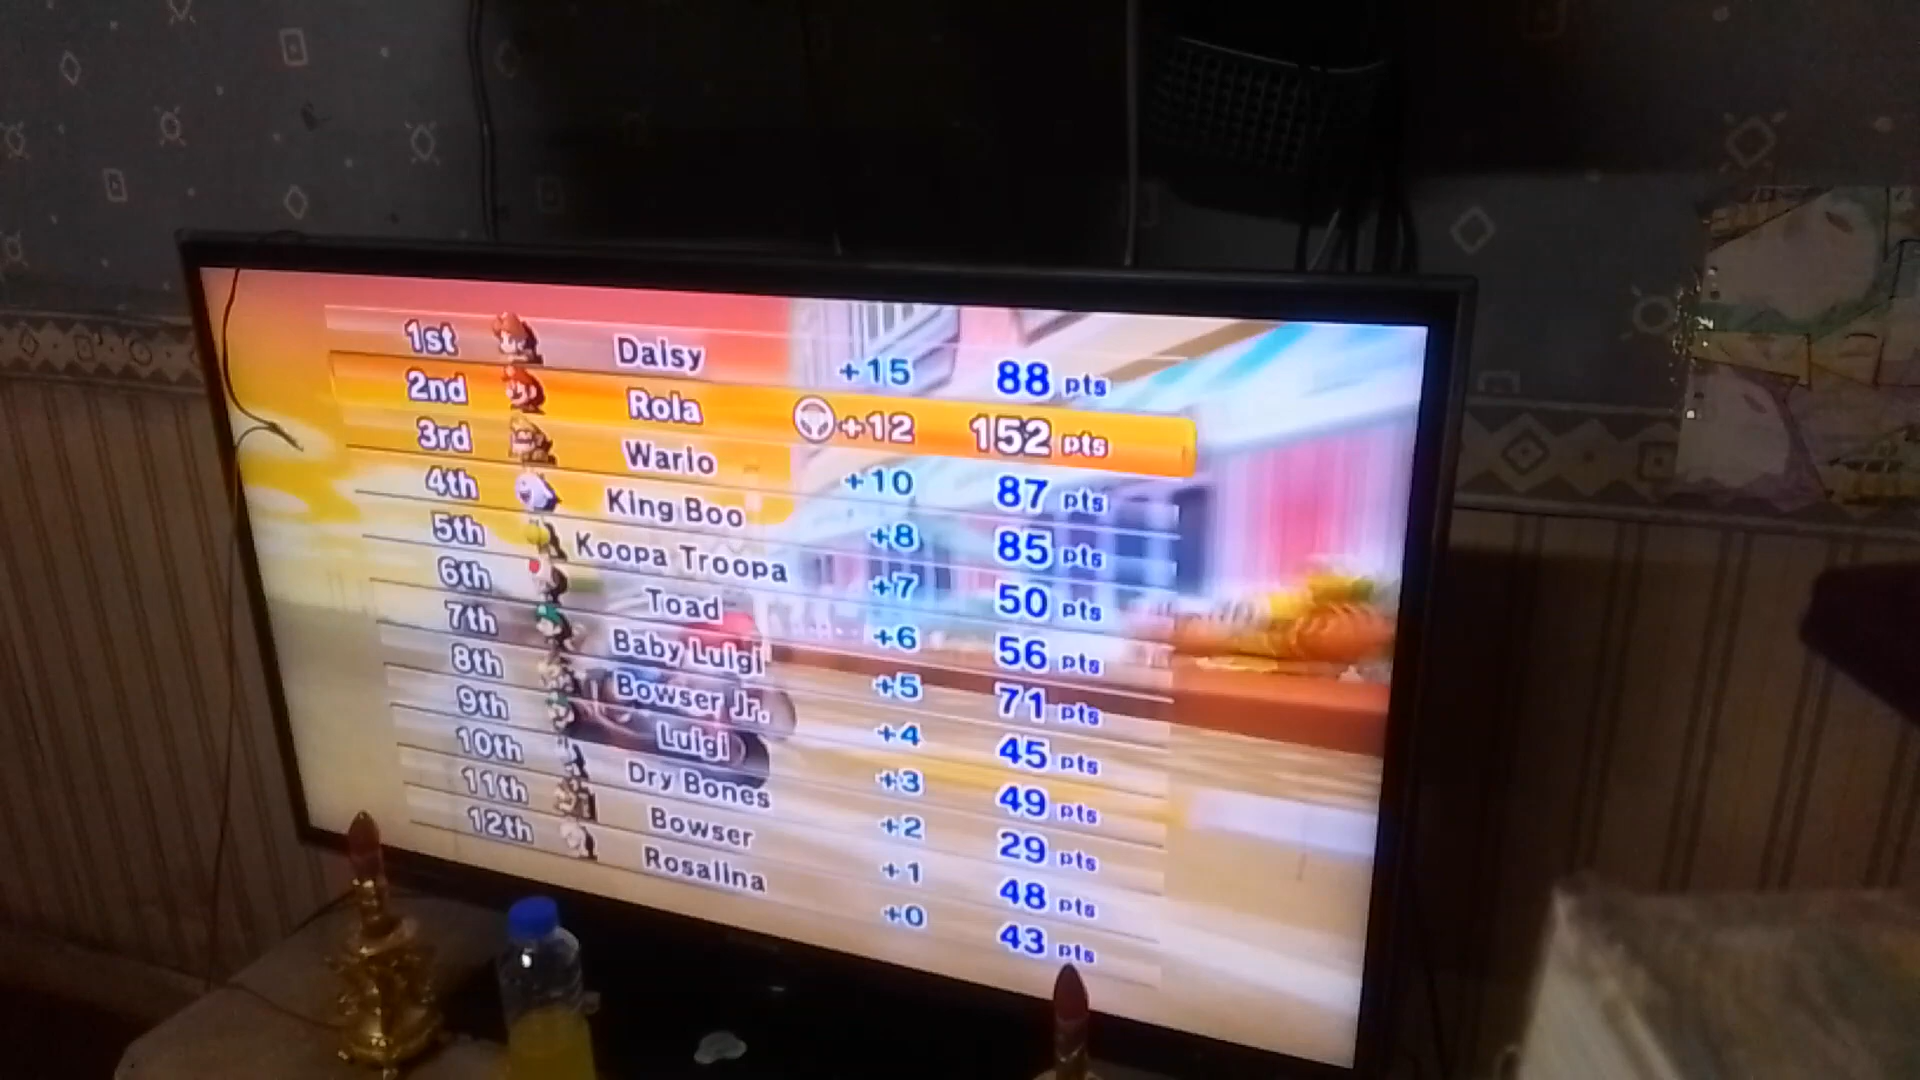 1st Daisy +15 88 pts
2nd Rola +12 152 pts
3rd Wario +10 87 pts
4th King Boo +8 85 pts
5th Koopa Troopa +7 50 pts
6th Toad +6 56 pts
7th Baby Luigi +5 71 pts
8th Bowser Jr. +4 45 pts
9th Luigi +3 49 pts
10th Dry Bones +2 29 pts
11th Bowser +1 48 pts
12th Rosalina +0 43 pts